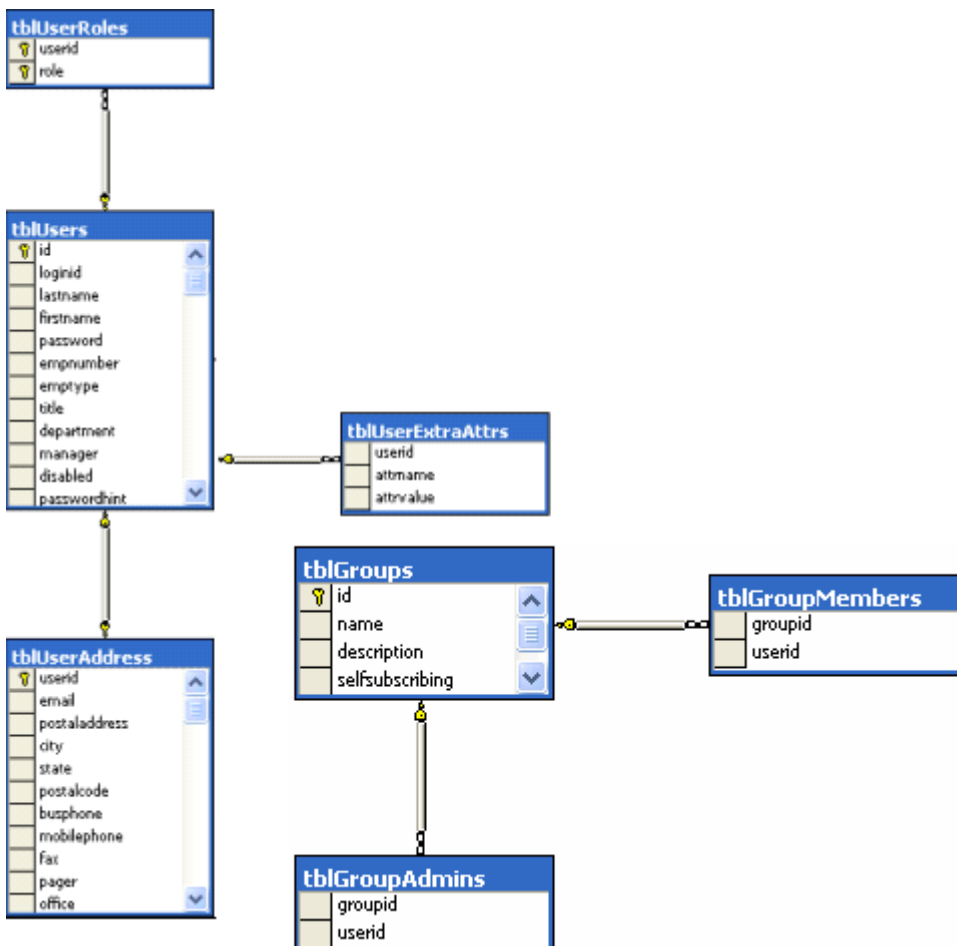 tblUserRoles
userid
role
tblUsers
id
loginid
lastname
firstname
password
empnumber
emptype
title
department
manager
disabled
passwordhint
tblUserExtraAttrs
userid
attrname
attrvalue
tblUserAddress
userid
email
postaladdress
city
state
postalcode
busphone
mobilephone
fax
pager
office
tblGroups
id
name
description
selfsubscribing
tblGroupMembers
groupid
userid
tblGroupAdmins
groupid
userid